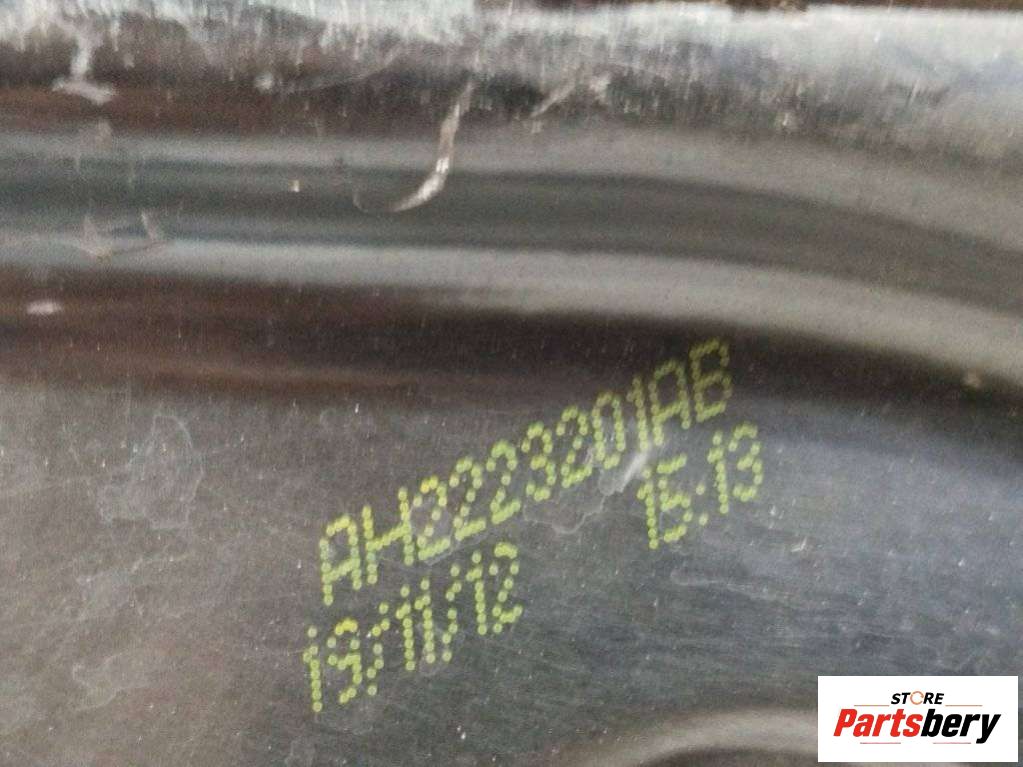 AH2223201AB
19/11/12 15:13
STORE
Partsbery